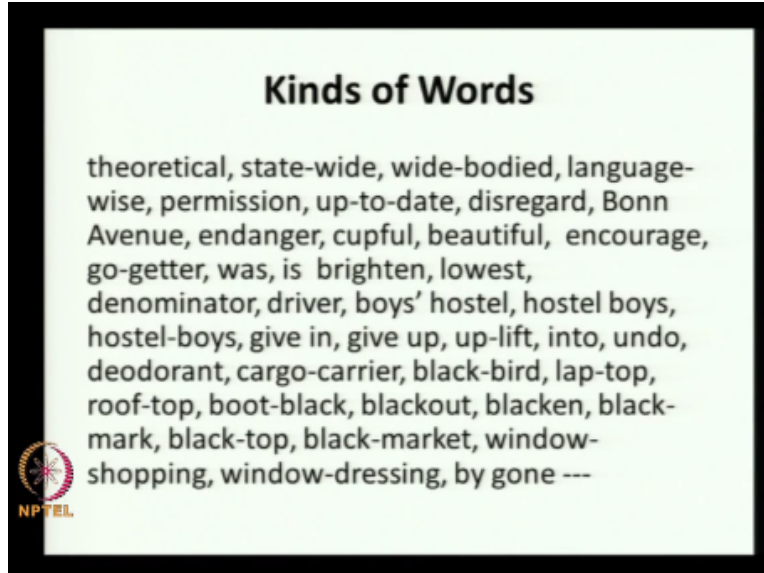 Kinds of Words
theoretical, state-wide, wide-bodied, language-
wise, permission, up-to-date, disregard, Bonn
Avenue, endanger, cupful, beautiful, encourage,
go-getter, was, is brighten, lowest,
denominator, driver, boys' hostel, hostel boys,
hostel-boys, give in, give up, up-lift, into, undo,
deodorant, cargo-carrier, black-bird, lap-top,
roof-top, boot-black, blackout, blacken, black-
mark, black-top, black-market, window-
shopping, window-dressing, by gone ---
NPTEL